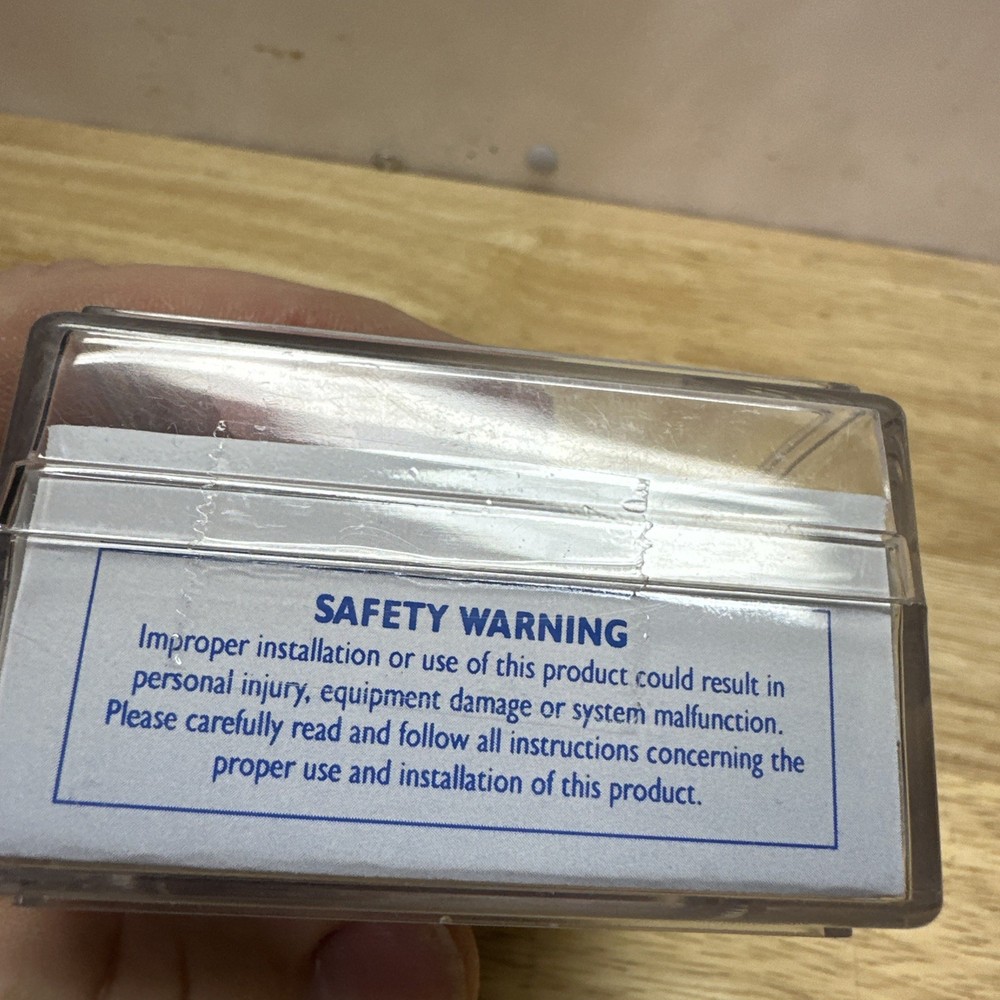 SAFETY WARNING
Improper installation or use of this product could result in
personal injury, equipment damage or system malfunction.
Please carefully read and follow all instructions concerning the
proper use and installation of this product.